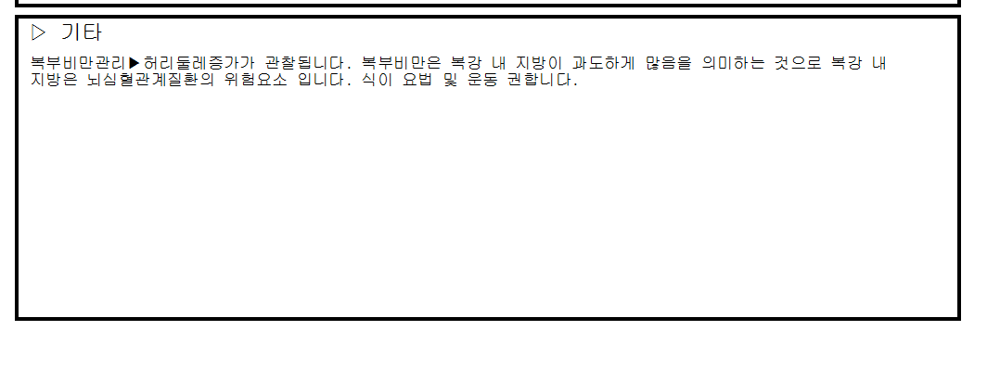 ▷ 기타
복부비만관리▶허리둘레증가가 관찰됩니다. 복부비만은 복강 내 지방이 과도하게 많음을 의미하는 것으로 복강 내
지방은 뇌심혈관계질환의 위험요소 입니다. 식이 요법 및 운동 권합니다.